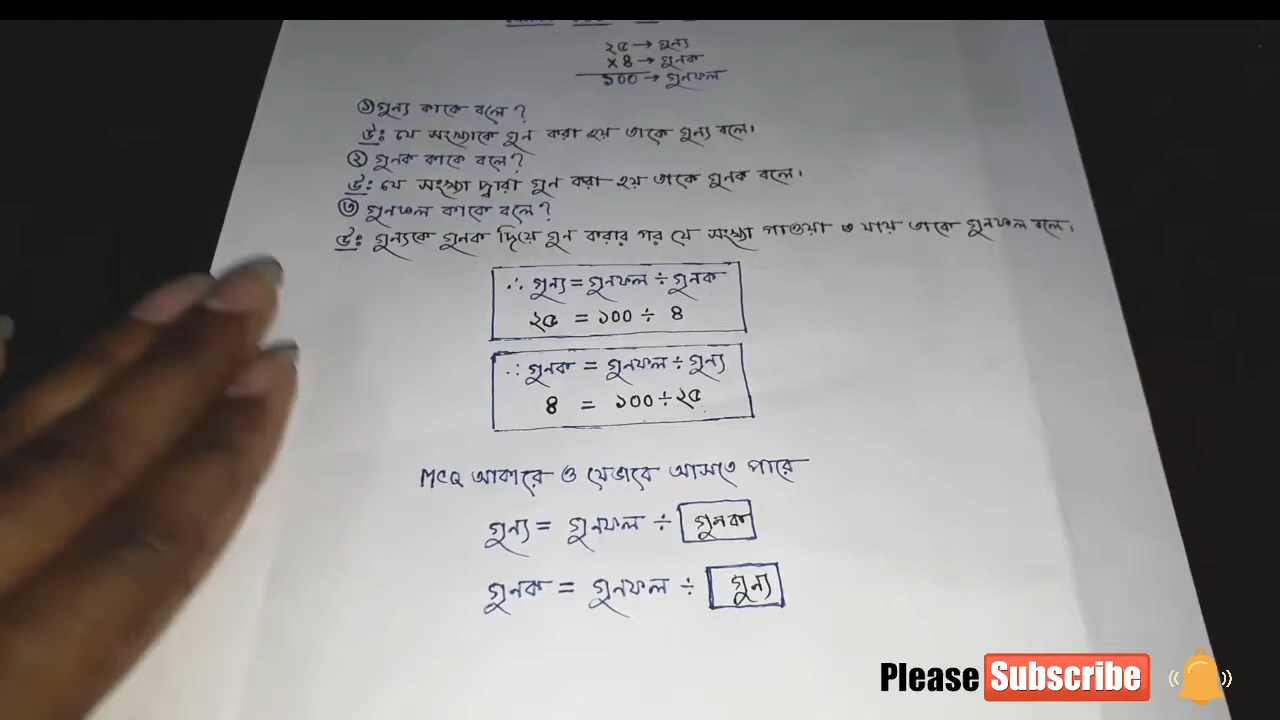 ২৫ → গুন্য
× ৪ → গুনক
১০০ → গুনফল
① গুন্য কাকে বলে?
উঃ যে সংখ্যাকে গুন করা হয় তাকে গুন্য বলে।
② গুনক কাকে বলে?
উঃ যে সংখ্যা দ্বারা গুন করা হয় তাকে গুনক বলে।
③ গুনফল কাকে বলে?
উঃ গুন্যকে গুনক দিয়ে গুন করার পর যে সংখ্যা পাওয়া যায় তাকে গুনফল বলে।
∴ গুন্য = গুনফল ÷ গুনক
২৫ = ১০০ ÷ ৪
∴ গুনক = গুনফল ÷ গুন্য
৪ = ১০০ ÷ ২৫
MCQ আকারে ও যেভাবে আসতে পারে
গুন্য = গুনফল ÷ গুনক
গুনক = গুনফল ÷ গুন্য
Please Subscribe